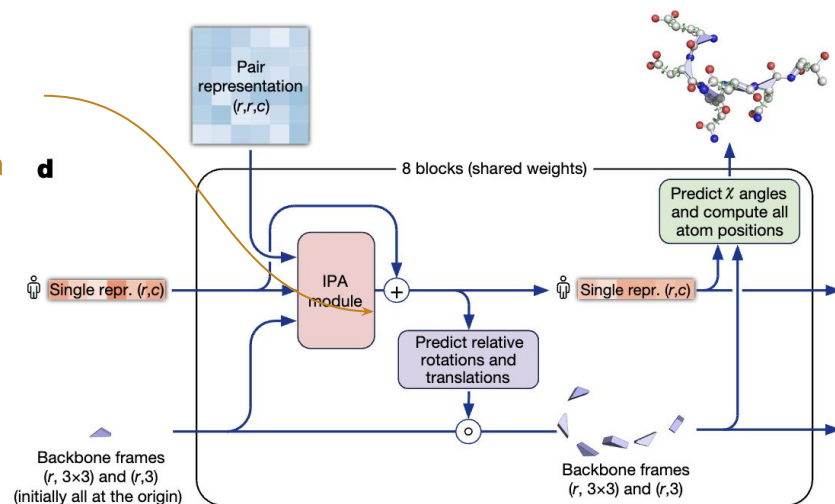 Pair
representation
(r,r,c)
d
8 blocks (shared weights)
Predict χ angles
and compute all
atom positions
IPA
module
+
Single repr. (r,c)
Single repr. (r,c)
Predict relative
rotations and
translations
Backbone frames
(r, 3×3) and (r,3)
(initially all at the origin)
Backbone frames
(r, 3×3) and (r,3)